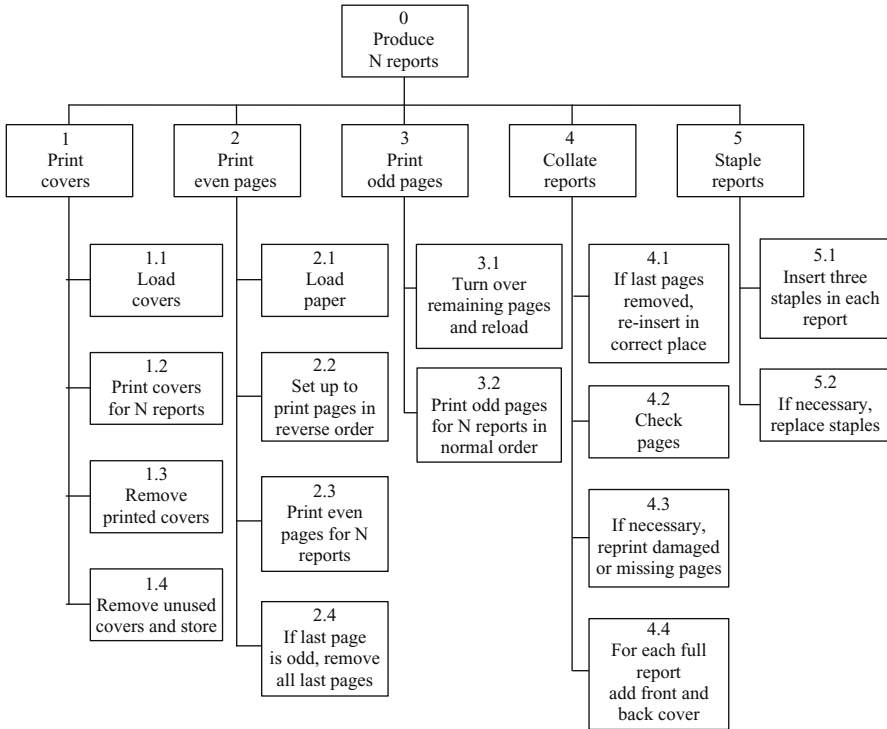 0
Produce
N reports
1
Print
covers
2
Print
even pages
3
Print
odd pages
4
Collate
reports
5
Staple
reports
1.1
Load
covers
1.2
Print covers
for N reports
1.3
Remove
printed covers
1.4
Remove unused
covers and store
2.1
Load
paper
2.2
Set up to
print pages in
reverse order
2.3
Print even
pages for N
reports
2.4
If last page
is odd, remove
all last pages
3.1
Turn over
remaining pages
and reload
3.2
Print odd pages
for N reports in
normal order
4.1
If last pages
removed,
re-insert in
correct place
4.2
Check
pages
4.3
If necessary,
reprint damaged
or missing pages
4.4
For each full
report
add front and
back cover
5.1
Insert three
staples in each
report
5.2
If necessary,
replace staples